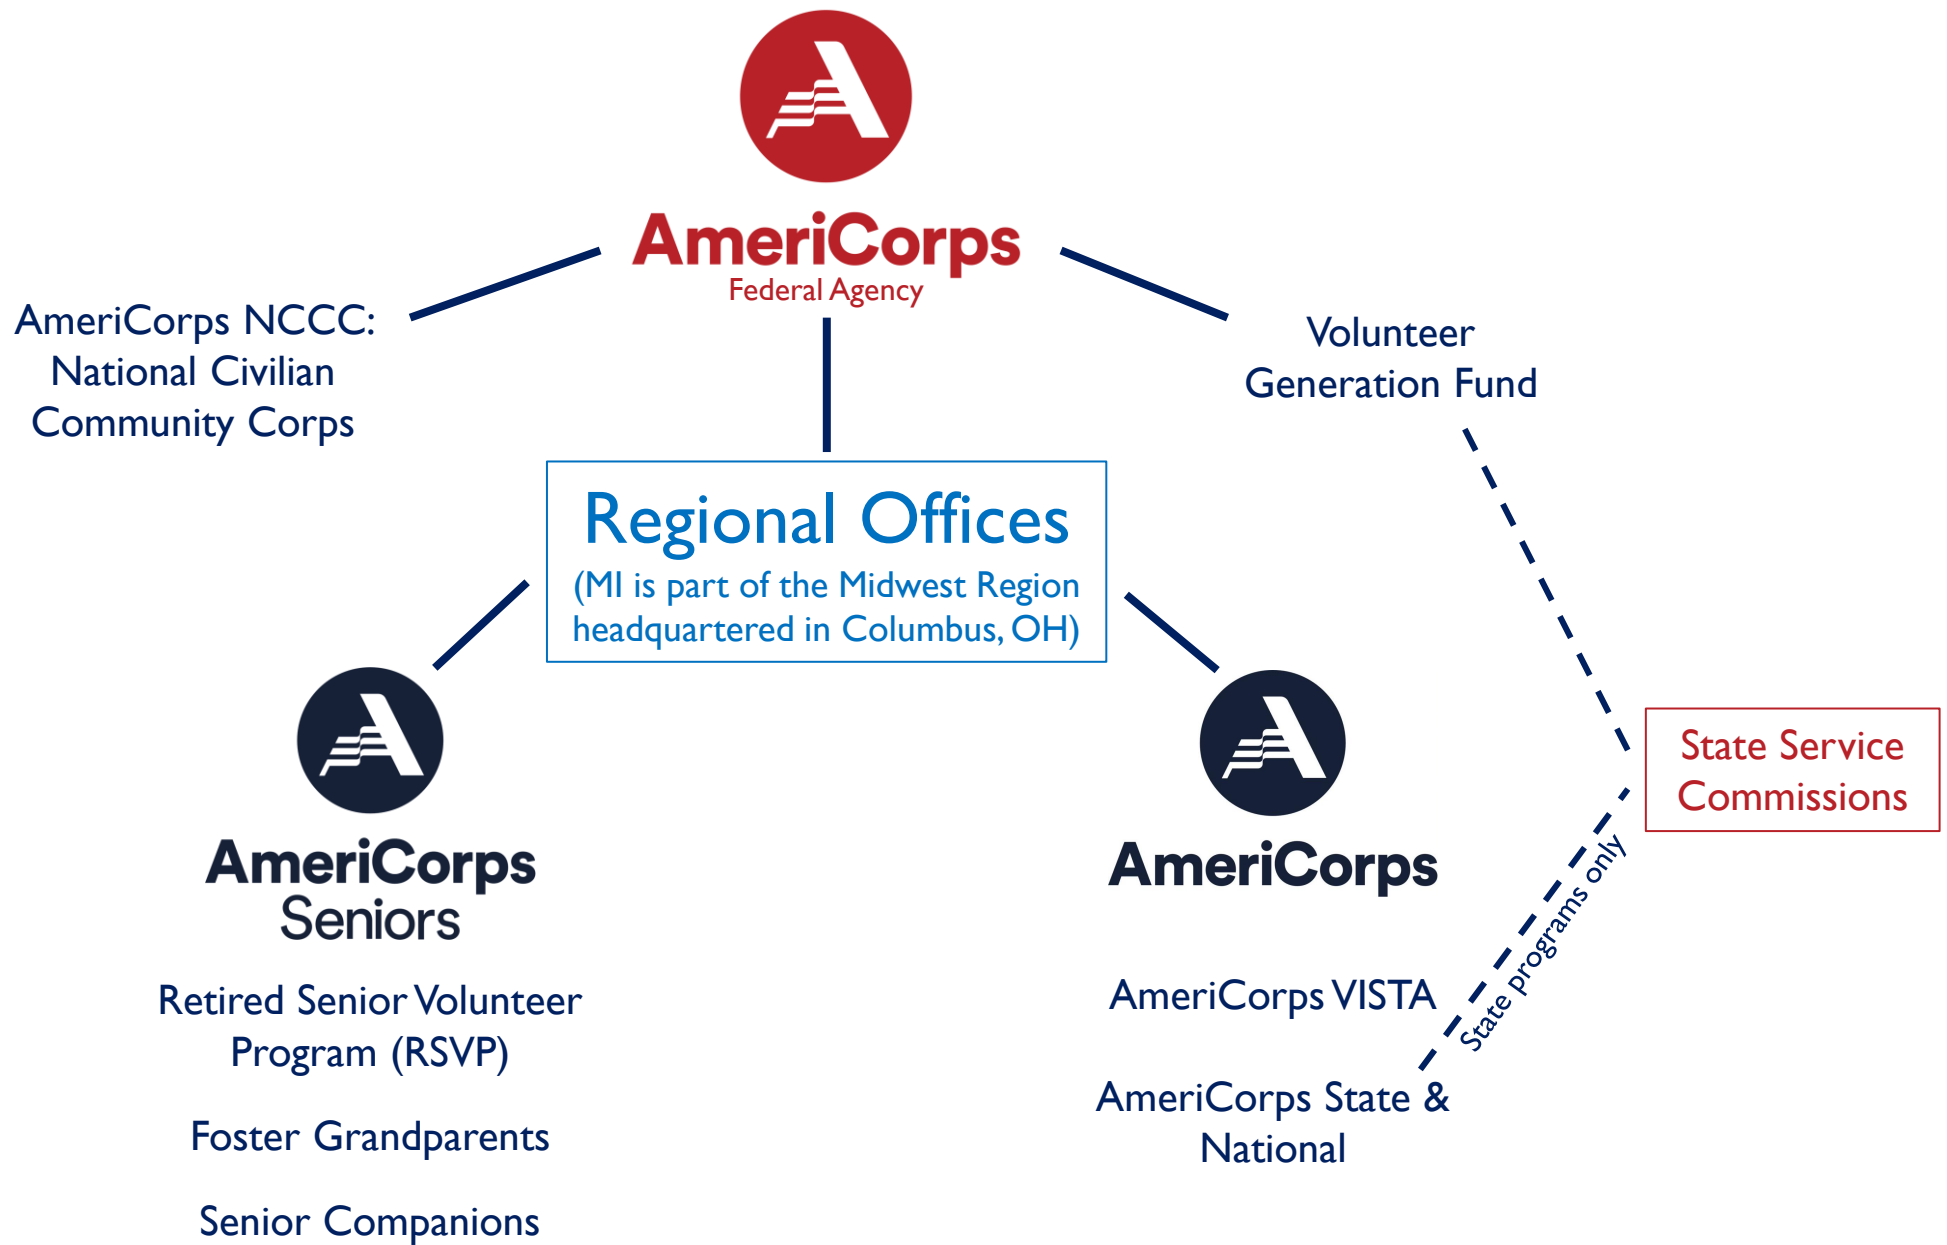 AmeriCorps
Federal Agency
AmeriCorps NCCC:
National Civilian
Community Corps
Volunteer
Generation Fund
Regional Offices
(MI is part of the Midwest Region
headquartered in Columbus, OH)
State Service
Commissions
State programs only
AmeriCorps
Seniors
Retired Senior Volunteer
Program (RSVP)
Foster Grandparents
Senior Companions
AmeriCorps
AmeriCorps VISTA
AmeriCorps State &
National